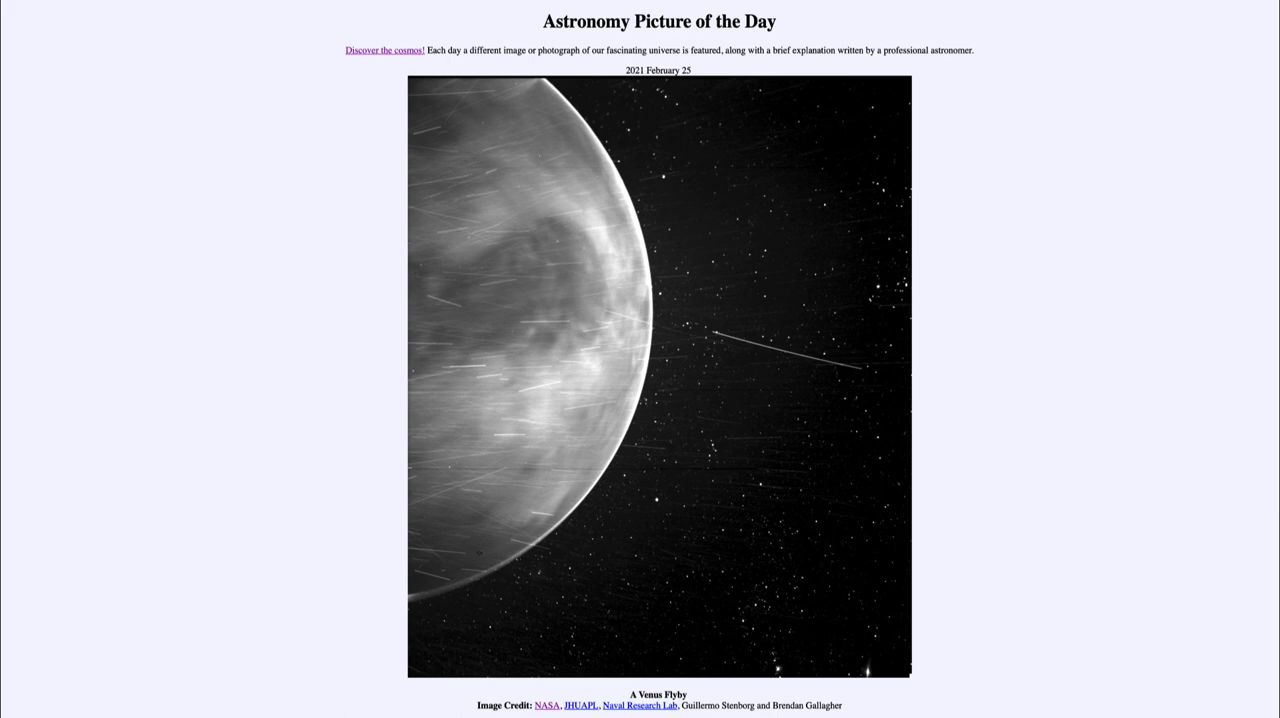 Astronomy Picture of the Day
Discover the cosmos! Each day a different image or photograph of our fascinating universe is featured, along with a brief explanation written by a professional astronomer.
2021 February 25
A Venus Flyby
Image Credit: NASA, JHUAPL, Naval Research Lab, Guillermo Stenborg and Brendan Gallagher